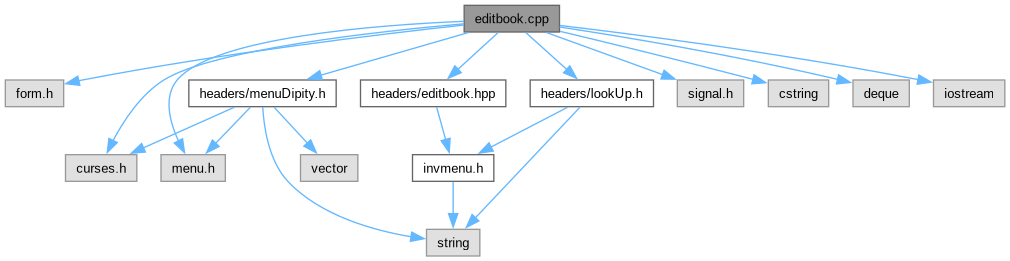 editbook.cpp
form.h
headers/menuDipity.h
headers/editbook.hpp
headers/lookUp.h
signal.h
cstring
deque
iostream
curses.h
menu.h
vector
invmenu.h
string